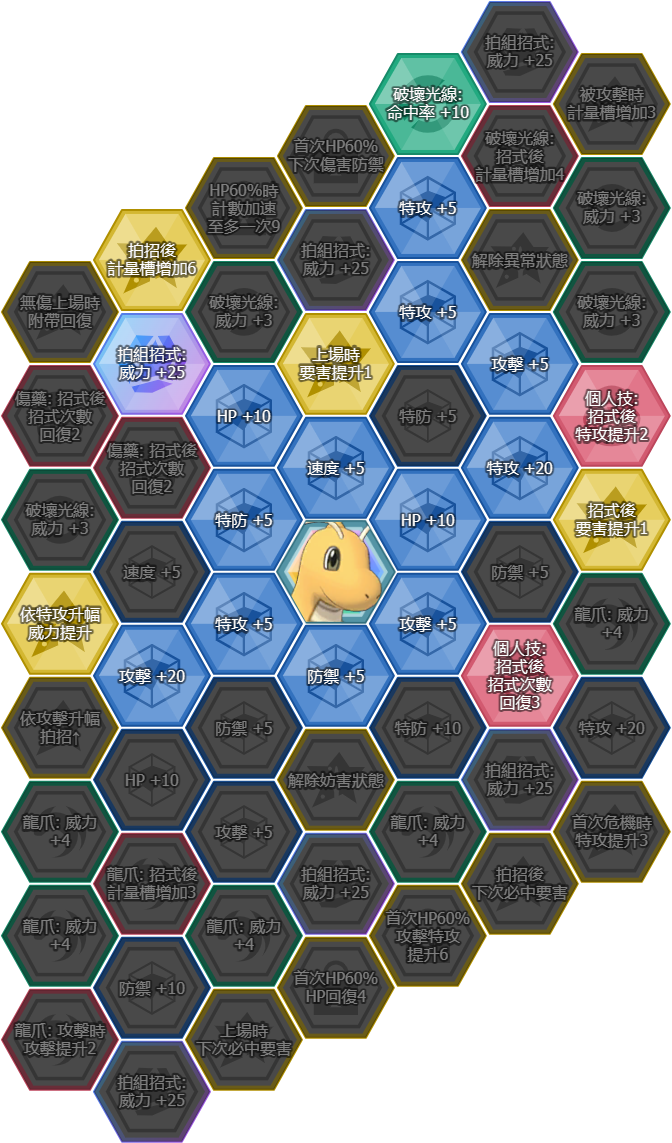 無傷上場時
附帶回復
傷藥: 招式後
招式次數
回復2
破壞光線:
威力 +3
依特攻升幅
威力提升
依攻擊升幅
拍招↑
龍爪: 威力
+4
龍爪: 威力
+4
龍爪: 攻擊時
攻擊提升2
拍招後
計量槽增加6
拍組招式:
威力 +25
傷藥: 招式後
招式次數
回復2
速度 +5
攻擊 +20
HP +10
龍爪: 招式後
計量槽增加3
防禦 +10
拍組招式:
威力 +25
HP60%時
計數加速
至多一次9
破壞光線:
威力 +3
HP +10
特防 +5
特攻 +5
防禦 +5
攻擊 +5
龍爪: 威力
+4
上場時
下次必中要害
首次HP60%
下次傷害防禦
拍組招式:
威力 +25
上場時
要害提升1
速度 +5
防禦 +5
解除妨害狀態
拍組招式:
威力 +25
首次HP60%
HP回復4
破壞光線:
命中率 +10
特攻 +5
特攻 +5
特防 +5
HP +10
攻擊 +5
特防 +10
龍爪: 威力
+4
首次HP60%
攻擊特攻
提升6
拍組招式:
威力 +25
破壞光線:
招式後
計量槽增加4
解除異常狀態
攻擊 +5
特攻 +20
防禦 +5
個人技:
招式後
招式次數
回復3
拍組招式:
威力 +25
拍招後
下次必中要害
被攻擊時
計量槽增加3
破壞光線:
威力 +3
破壞光線:
威力 +3
個人技:
招式後
特攻提升2
招式後
要害提升1
龍爪: 威力
+4
特攻 +20
首次危機時
特攻提升3